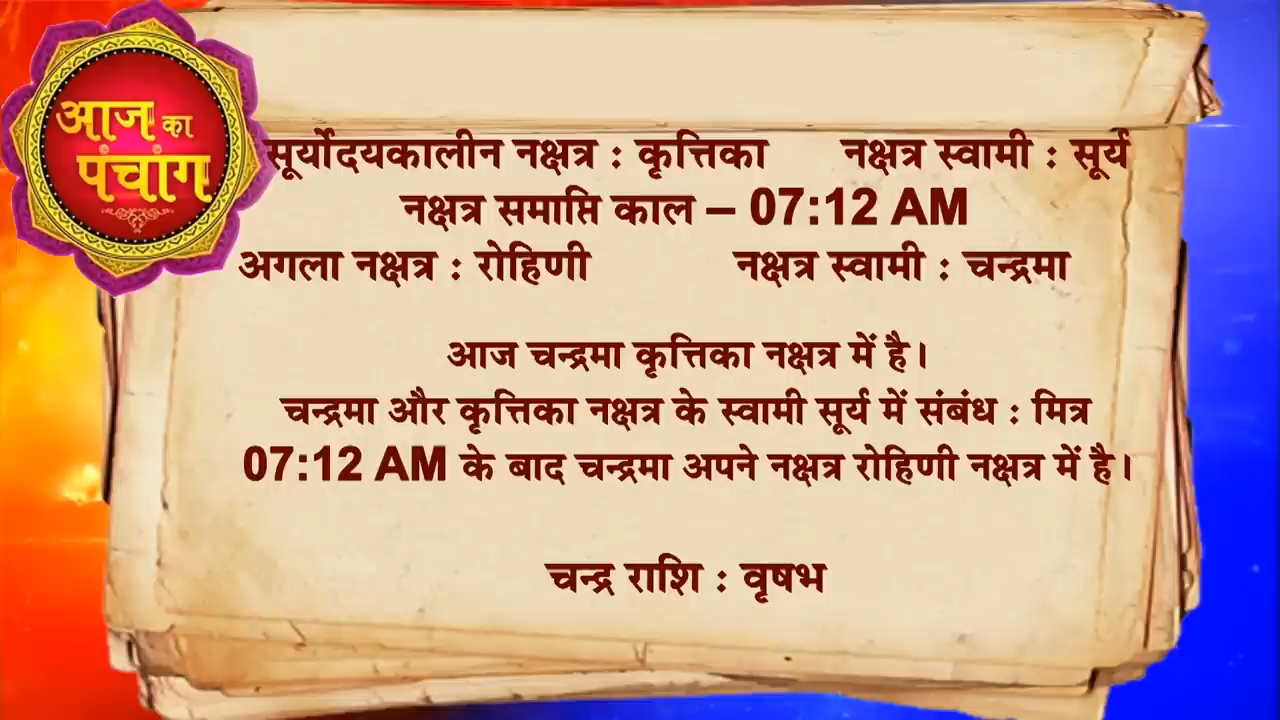 आज का
पंचांग
सूर्योदयकालीन नक्षत्र : कृत्तिका नक्षत्र स्वामी : सूर्य
नक्षत्र समाप्ति काल – 07:12 AM
अगला नक्षत्र : रोहिणी नक्षत्र स्वामी : चन्द्रमा
आज चन्द्रमा कृत्तिका नक्षत्र में है।
चन्द्रमा और कृत्तिका नक्षत्र के स्वामी सूर्य में संबंध : मित्र
07:12 AM के बाद चन्द्रमा अपने नक्षत्र रोहिणी नक्षत्र में है।
चन्द्र राशि : वृषभ